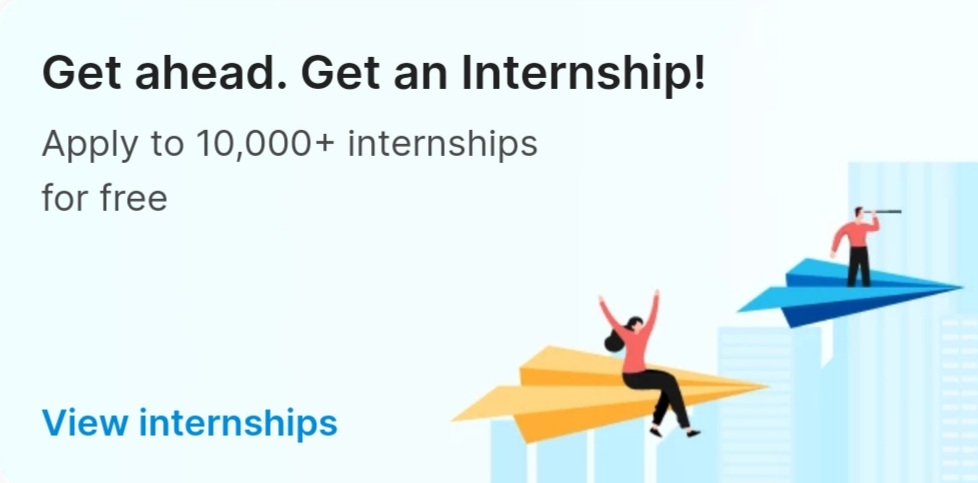 Get ahead. Get an Internship!
Apply to 10,000+ internships
for free
View internships